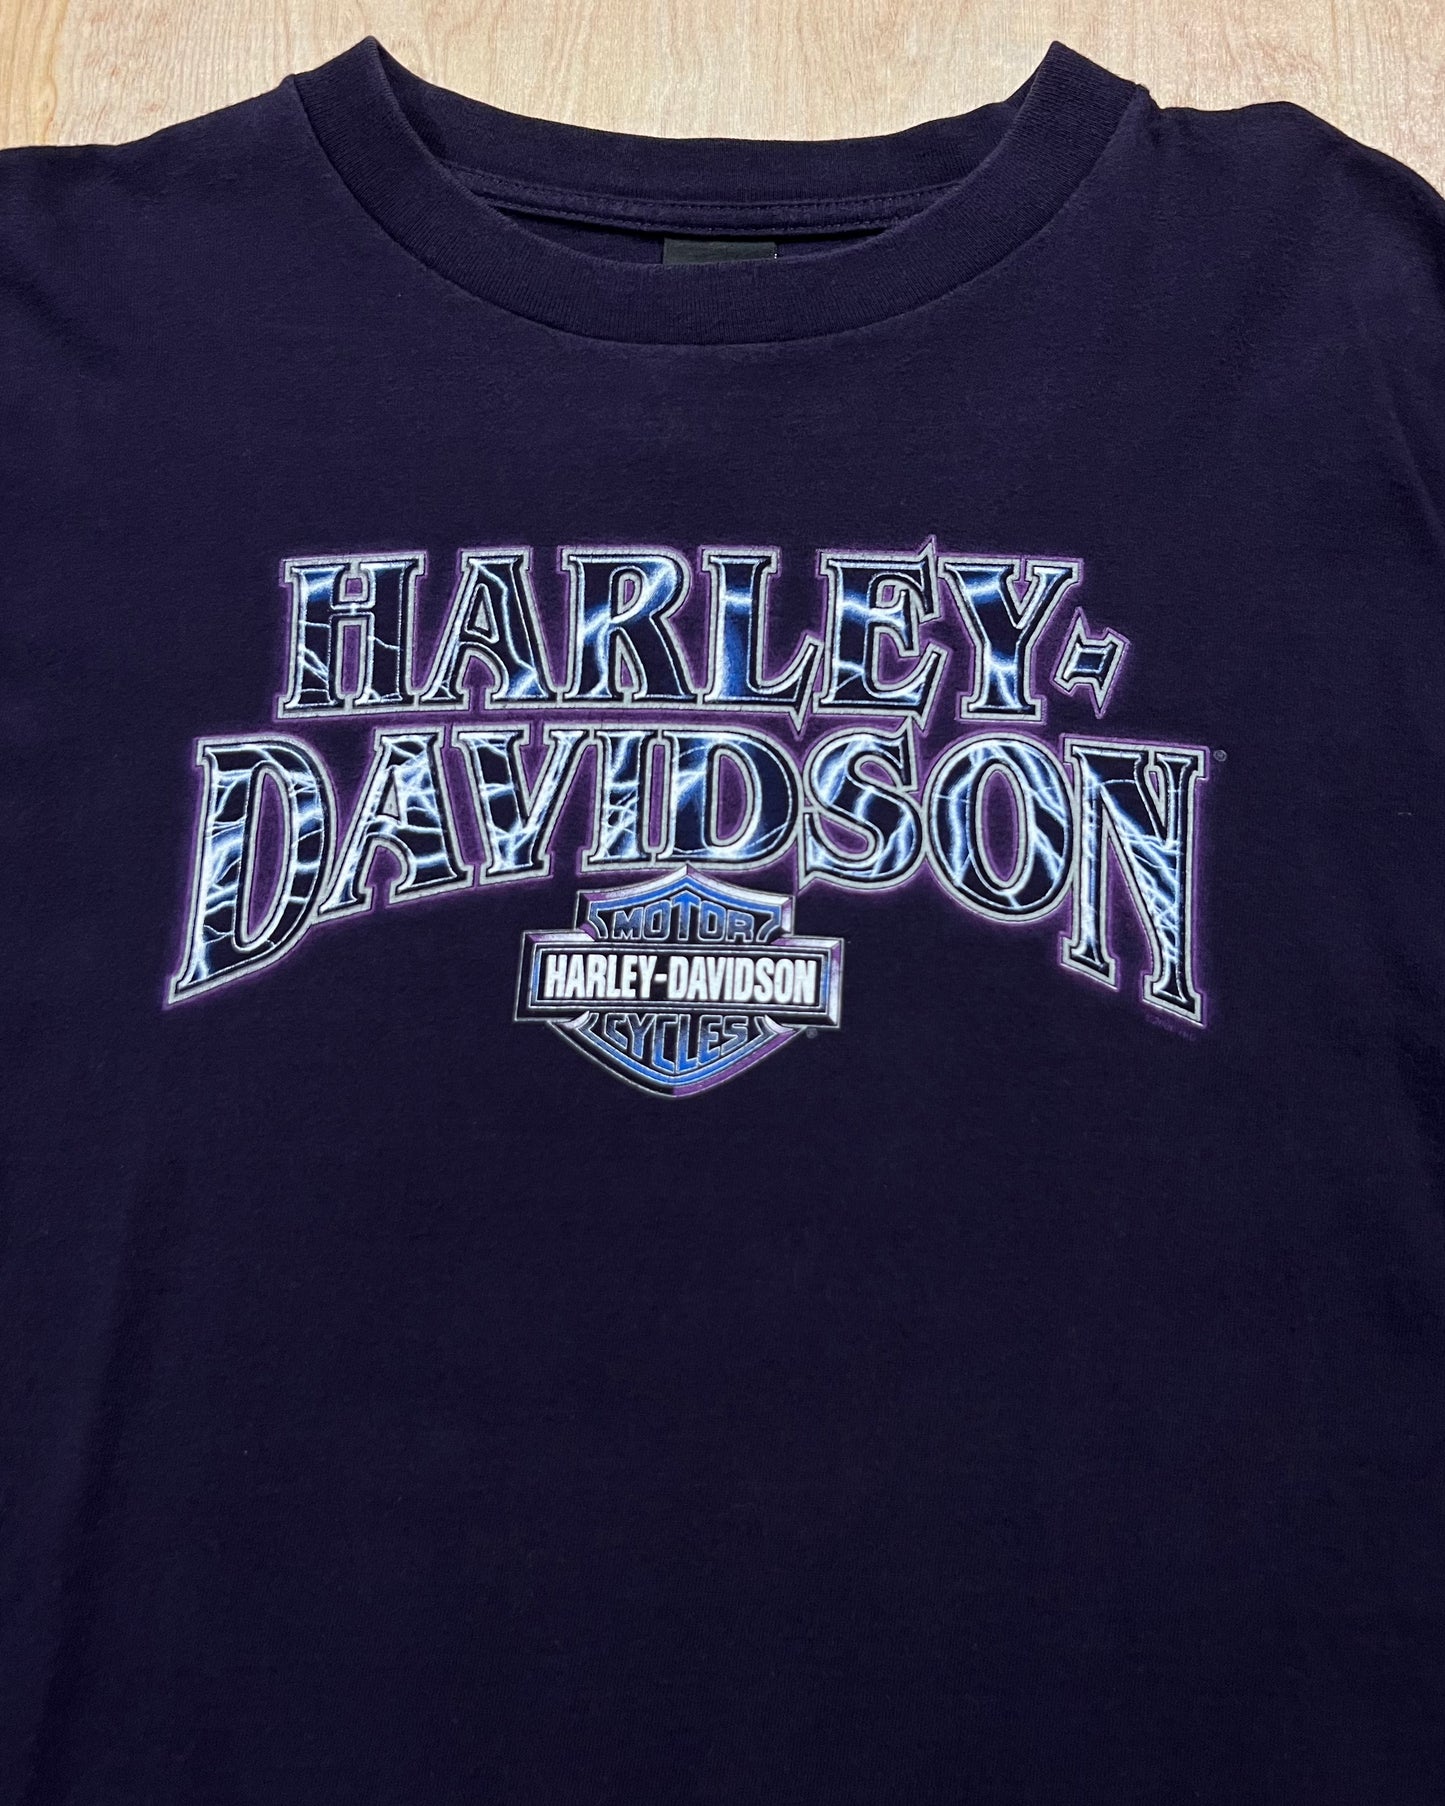 HARLEY-
DAVIDSON®
MOTOR
HARLEY-DAVIDSON
CYCLES
®